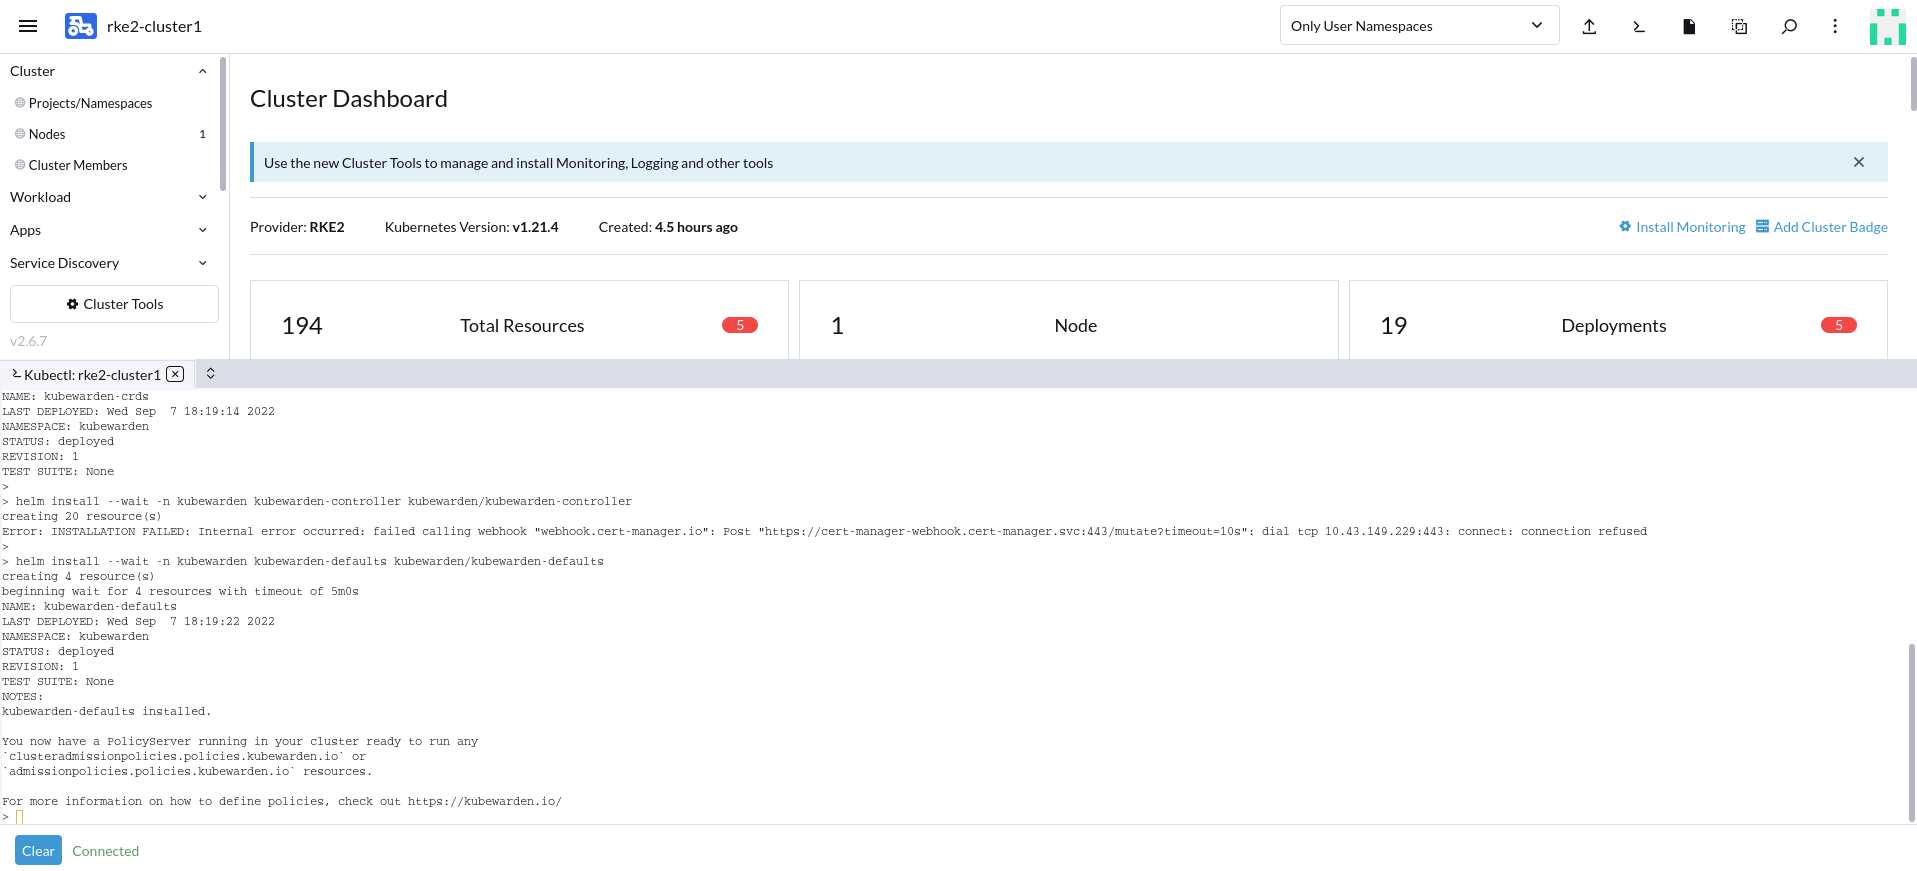 rke2-cluster1
Only User Namespaces
Cluster
Projects/Namespaces
Nodes 1
Cluster Members
Workload
Apps
Service Discovery
Cluster Tools
v2.6.7
Cluster Dashboard
Use the new Cluster Tools to manage and install Monitoring, Logging and other tools
Provider: RKE2 Kubernetes Version: v1.21.4 Created: 4.5 hours ago Install Monitoring Add Cluster Badge
194 Total Resources 5 1 Node 19 Deployments 5
Kubectl: rke2-cluster1
NAME: kubewarden-crds
LAST DEPLOYED: Wed Sep  7 18:19:14 2022
NAMESPACE: kubewarden
STATUS: deployed
REVISION: 1
TEST SUITE: None
>
> helm install --wait -n kubewarden kubewarden-controller kubewarden/kubewarden-controller
creating 20 resource(s)
Error: INSTALLATION FAILED: Internal error occurred: failed calling webhook "webhook.cert-manager.io": Post "https://cert-manager-webhook.cert-manager.svc:443/mutate?timeout=10s": dial tcp 10.43.149.229:443: connect: connection refused
>
> helm install --wait -n kubewarden kubewarden-defaults kubewarden/kubewarden-defaults
creating 4 resource(s)
beginning wait for 4 resources with timeout of 5m0s
NAME: kubewarden-defaults
LAST DEPLOYED: Wed Sep  7 18:19:22 2022
NAMESPACE: kubewarden
STATUS: deployed
REVISION: 1
TEST SUITE: None
NOTES:
kubewarden-defaults installed.
You now have a PolicyServer running in your cluster ready to run any
`clusteradmissionpolicies.policies.kubewarden.io` or
`admissionpolicies.policies.kubewarden.io` resources.
For more information on how to define policies, check out https://kubewarden.io/
>
Clear Connected